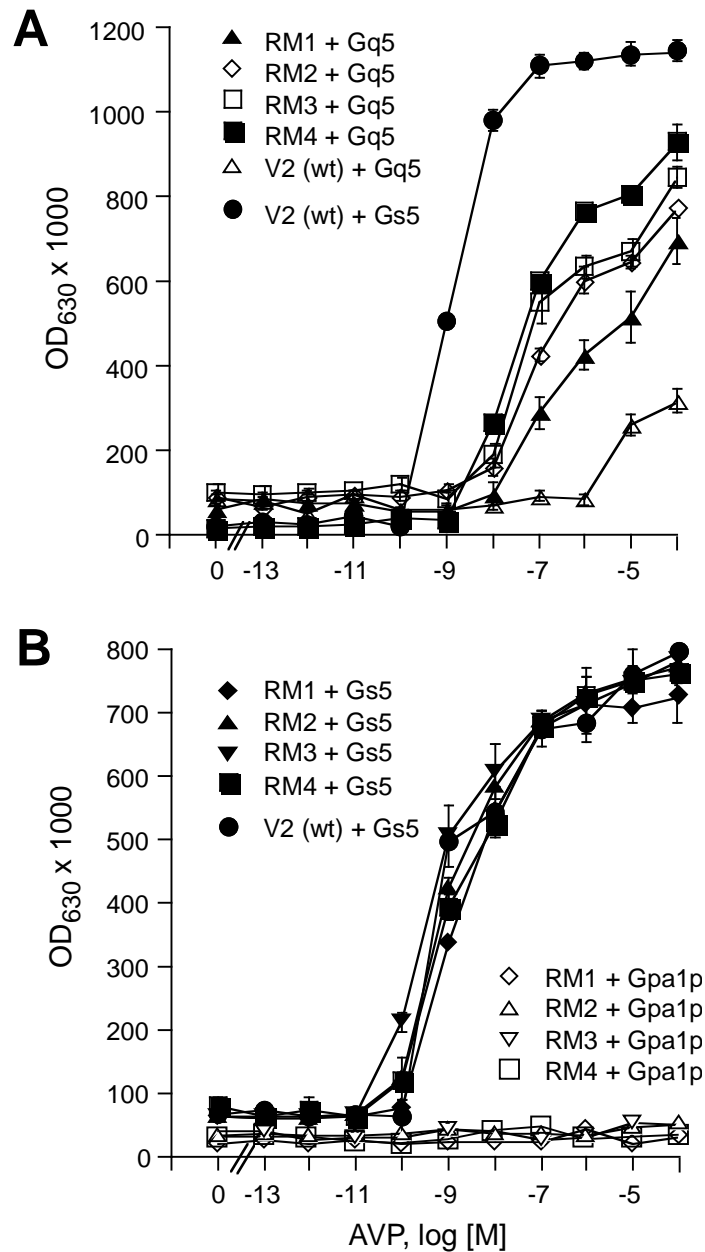 A
1200
1000
800
600
400
200
0
OD630 x 1000
RM1 + Gq5
RM2 + Gq5
RM3 + Gq5
RM4 + Gq5
V2 (wt) + Gq5
V2 (wt) + Gs5
0 -13 -11 -9 -7 -5
B
800
700
600
500
400
300
200
100
0
OD630 x 1000
RM1 + Gs5
RM2 + Gs5
RM3 + Gs5
RM4 + Gs5
V2 (wt) + Gs5
RM1 + Gpa1p
RM2 + Gpa1p
RM3 + Gpa1p
RM4 + Gpa1p
0 -13 -11 -9 -7 -5
AVP, log [M]